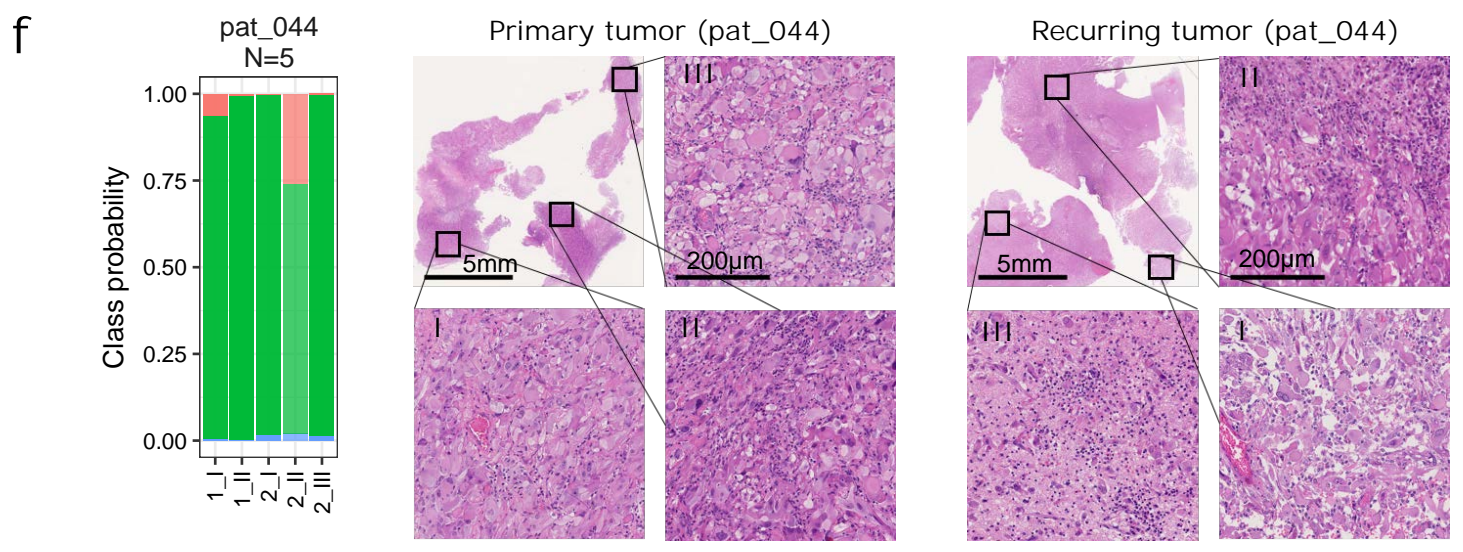 f
pat_044
N=5
Class probability
1.00
0.75
0.50
0.25
0.00
1_I
1_II
2_I
2_II
2_III
Primary tumor (pat_044)
5mm
III
200µm
I
II
Recurring tumor (pat_044)
5mm
II
200µm
III
I